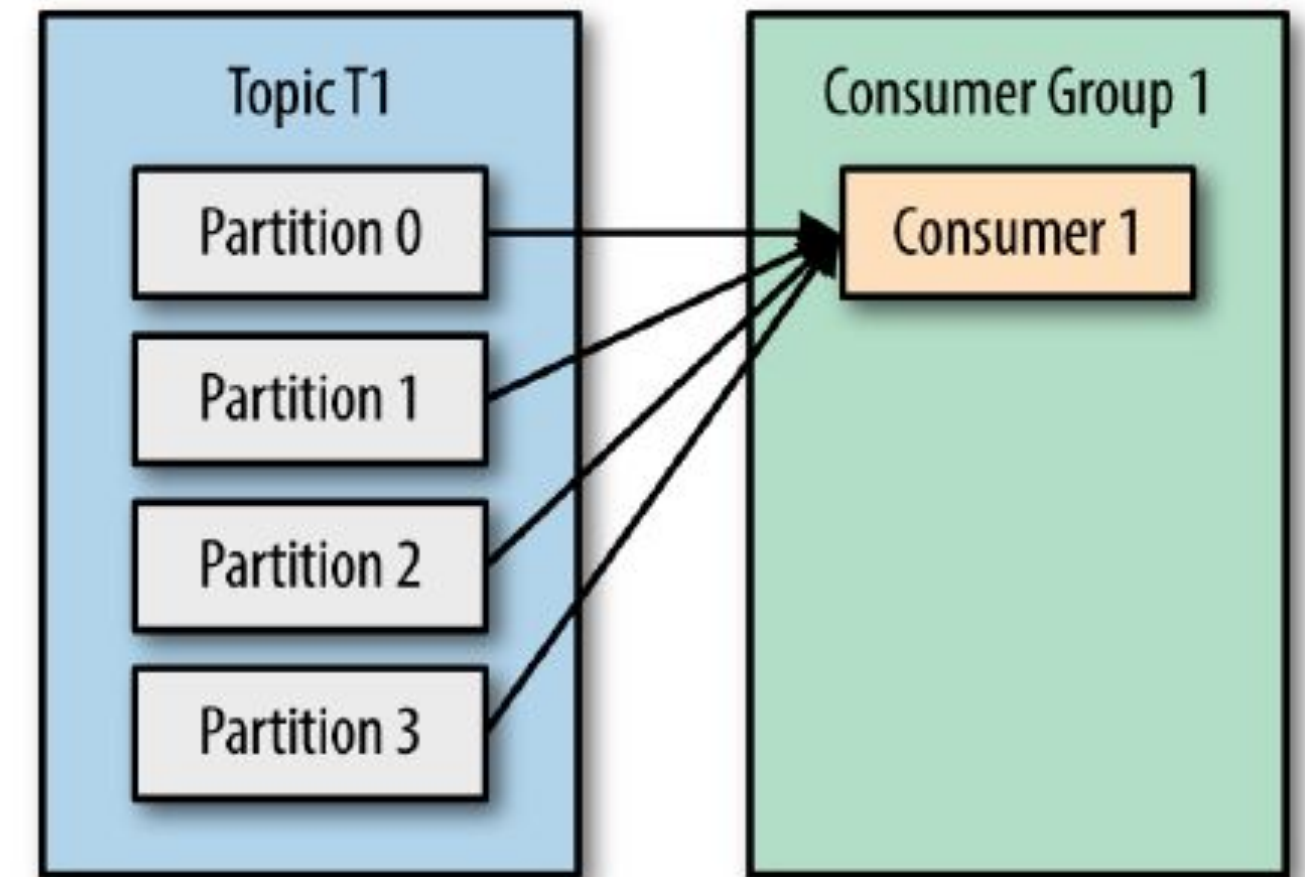 Topic T1
Partition 0
Partition 1
Partition 2
Partition 3
Consumer Group 1
Consumer 1